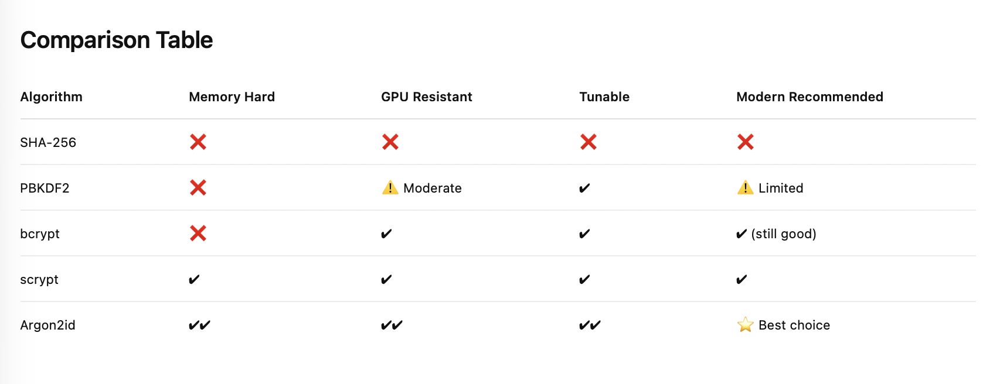 Comparison Table
Algorithm Memory Hard GPU Resistant Tunable Modern Recommended
SHA-256 ❌ ❌ ❌ ❌
PBKDF2 ❌ ⚠️ Moderate ✔ ⚠️ Limited
bcrypt ❌ ✔ ✔ ✔ (still good)
scrypt ✔ ✔ ✔ ✔
Argon2id ✔✔ ✔✔ ✔✔ ⭐ Best choice